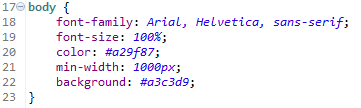 17 body {
18 font-family: Arial, Helvetica, sans-serif;
19 font-size: 100%;
20 color: #a29f87;
21 min-width: 1000px;
22 background: #a3c3d9;
23 }